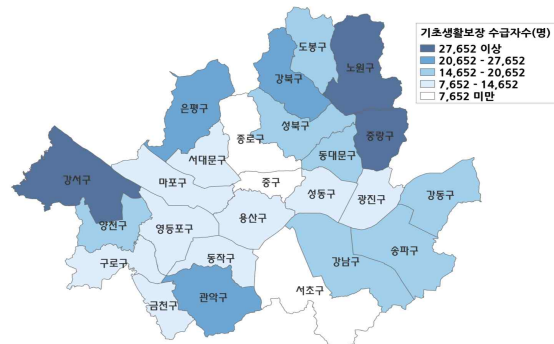 기초생활보장 수급자수(명)
27,652 이상
20,652 - 27,652
14,652 - 20,652
7,652 - 14,652
7,652 미만
도봉구
노원구
강북구
은평구
성북구
중랑구
종로구
서대문구
동대문구
강서구
마포구
중구
성동구
광진구
강동구
양천구
영등포구
용산구
송파구
구로구
동작구
강남구
서초구
금천구
관악구